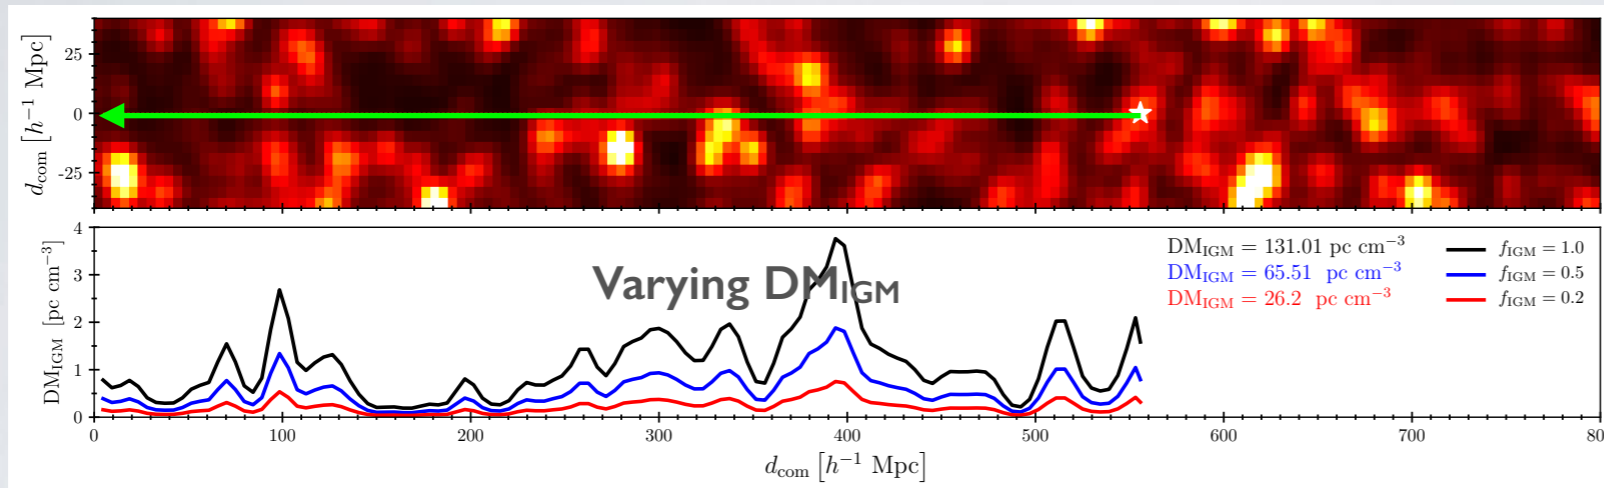 25
0
-25
d_com [h⁻¹ Mpc]
4
3
2
1
0
DM_IGM [pc cm⁻³]
Varying DM_IGM
DM_IGM = 131.01 pc cm⁻³
DM_IGM = 65.51 pc cm⁻³
DM_IGM = 26.2 pc cm⁻³
f_IGM = 1.0
f_IGM = 0.5
f_IGM = 0.2
0 100 200 300 400 500 600 700 80
d_com [h⁻¹ Mpc]